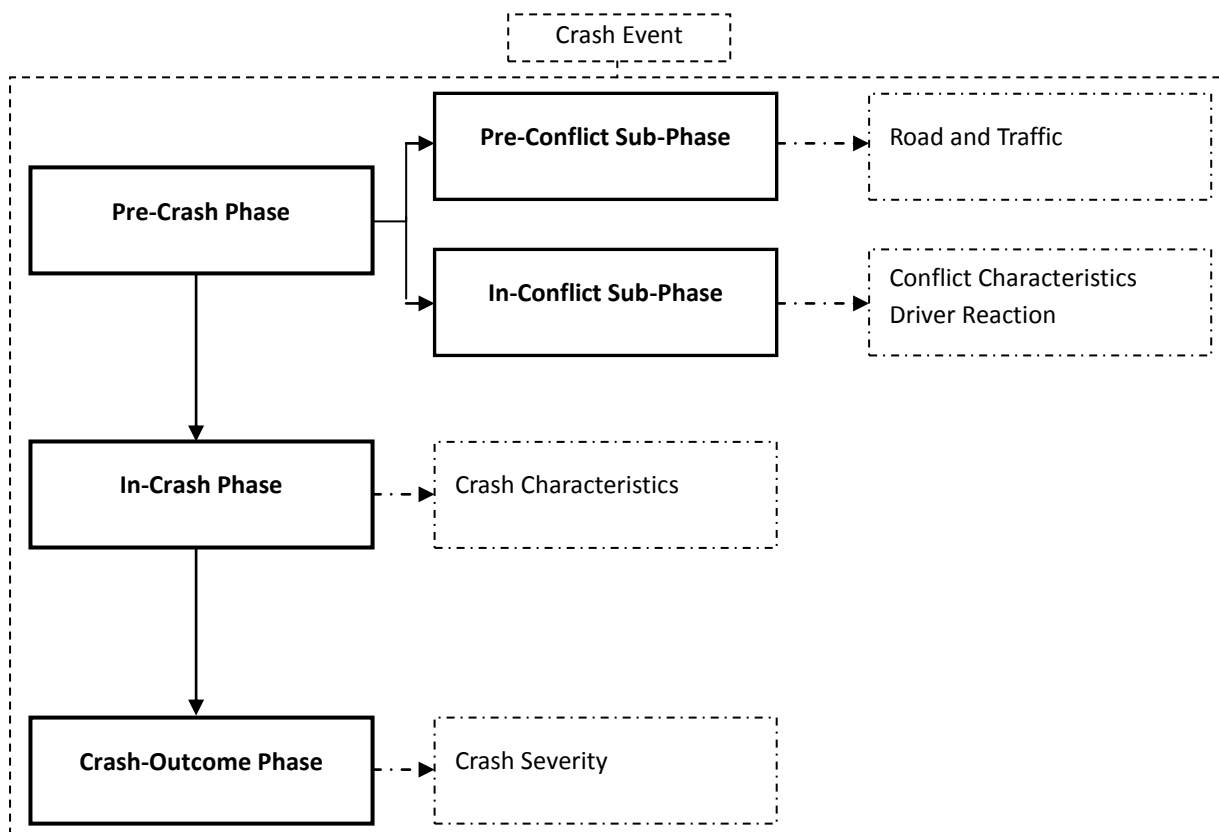 Crash Event
Pre-Conflict Sub-Phase
Road and Traffic
Pre-Crash Phase
In-Conflict Sub-Phase
Conflict Characteristics
Driver Reaction
In-Crash Phase
Crash Characteristics
Crash-Outcome Phase
Crash Severity